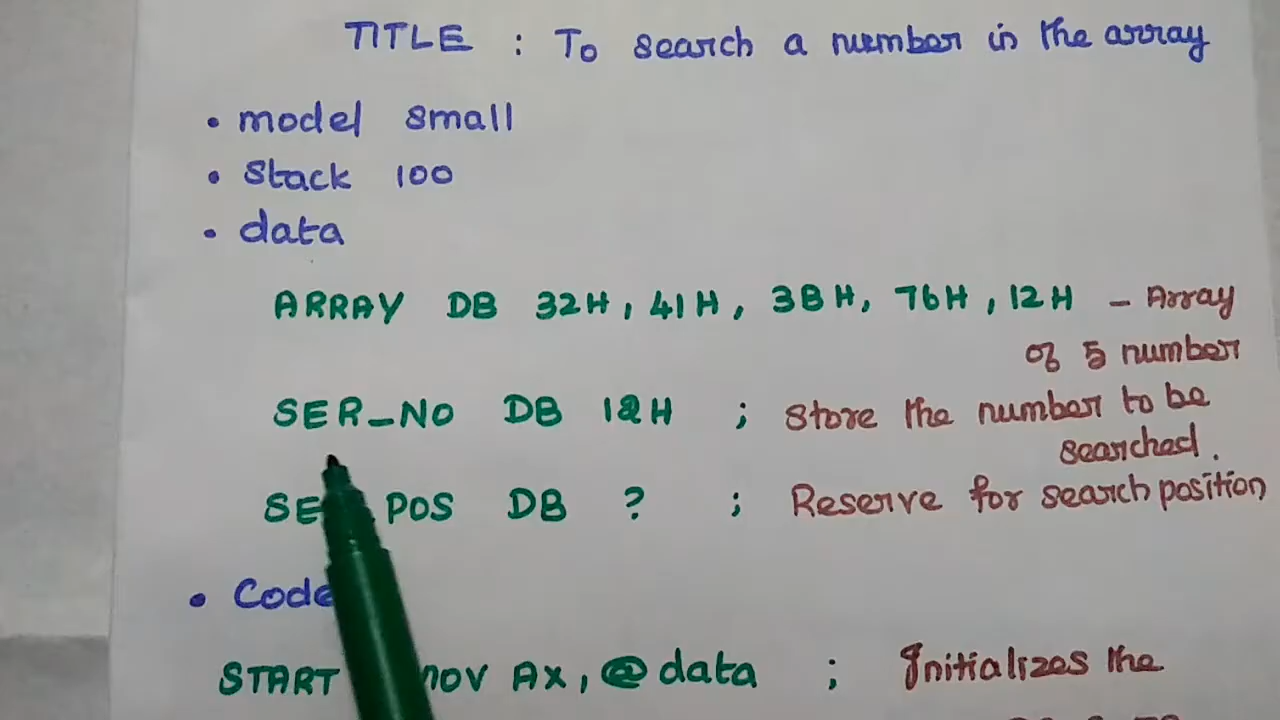 TITLE : To search a number in the array
. model small
. Stack 100
. data
ARRAY DB 32H, 41H, 3BH, 76H, 12H - Array
of 5 number
SER_NO DB 12H ; Store the number to be
searched.
SE POS DB ? ; Reserve for search position
. Code
START MOV AX, @data ; Initializes the